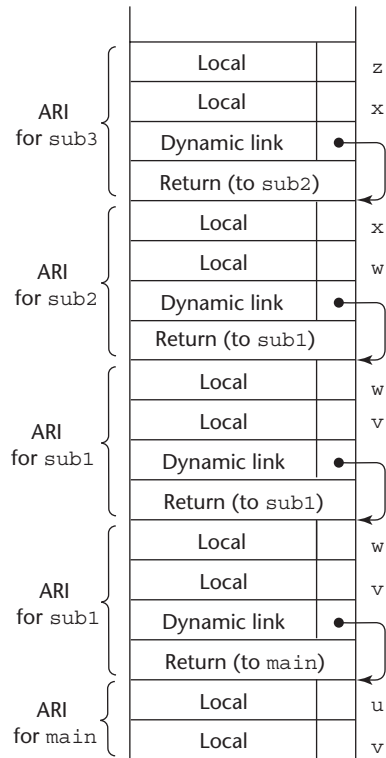 Local z
Local x
ARI
for sub3
Dynamic link
Return (to sub2)
Local x
Local w
ARI
for sub2
Dynamic link
Return (to sub1)
Local w
Local v
ARI
for sub1
Dynamic link
Return (to sub1)
Local w
Local v
ARI
for sub1
Dynamic link
Return (to main)
Local u
ARI
for main
Local v